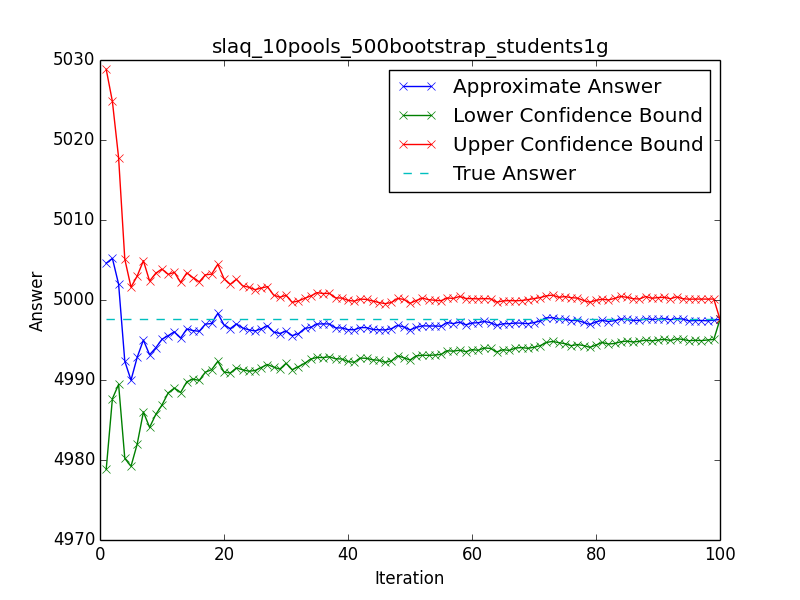 slaq_10pools_500bootstrap_students1g
5030
5020
5010
5000
4990
4980
4970
Answer
Approximate Answer
Lower Confidence Bound
Upper Confidence Bound
True Answer
0 20 40 60 80 100
Iteration